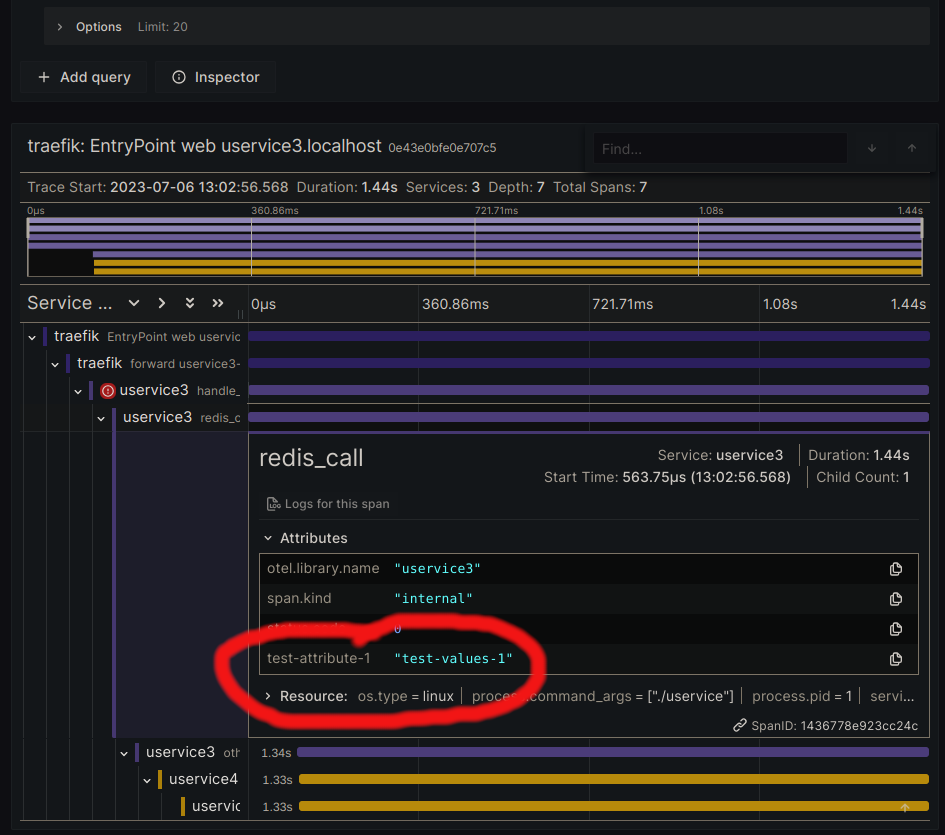 Options Limit: 20
Add query Inspector
traefik: EntryPoint web uservice3.localhost 0e43e0bfe0e707c5 Find...
Trace Start: 2023-07-06 13:02:56.568 Duration: 1.44s Services: 3 Depth: 7 Total Spans: 7
0μs 360.86ms 721.71ms 1.08s 1.44s
Service ... 0μs 360.86ms 721.71ms 1.08s 1.44s
traefik EntryPoint web uservic
traefik forward uservice3-
uservice3 handle_
uservice3 redis_c
redis_call Service: uservice3 Duration: 1.44s
Start Time: 563.75μs (13:02:56.568) Child Count: 1
Logs for this span
Attributes
otel.library.name "uservice3"
span.kind "internal"
0
test-attribute-1 "test-values-1"
Resource: os.type = linux .command_args = ["./uservice"] process.pid = 1 servi...
SpanID: 1436778e923cc24c
uservice3 oth 1.34s
uservice4 1.33s
uservic 1.33s